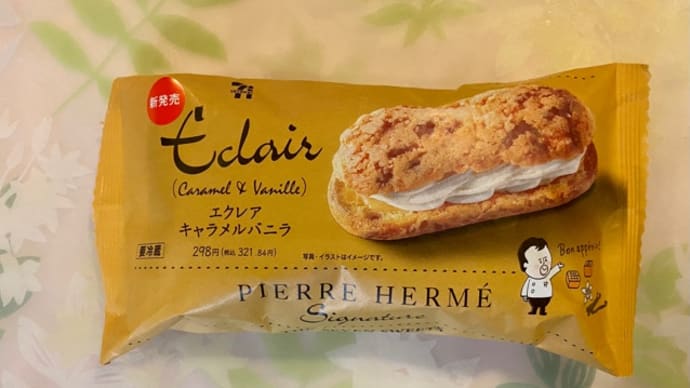 新発売
Eclair
(Caramel & Vanille)
エクレア
キャラメルバニラ
要冷蔵
298円(税込 321.84円)
写真・イラストはイメージです。
Bon appétit!
PIERRE HERMÉ
Signature